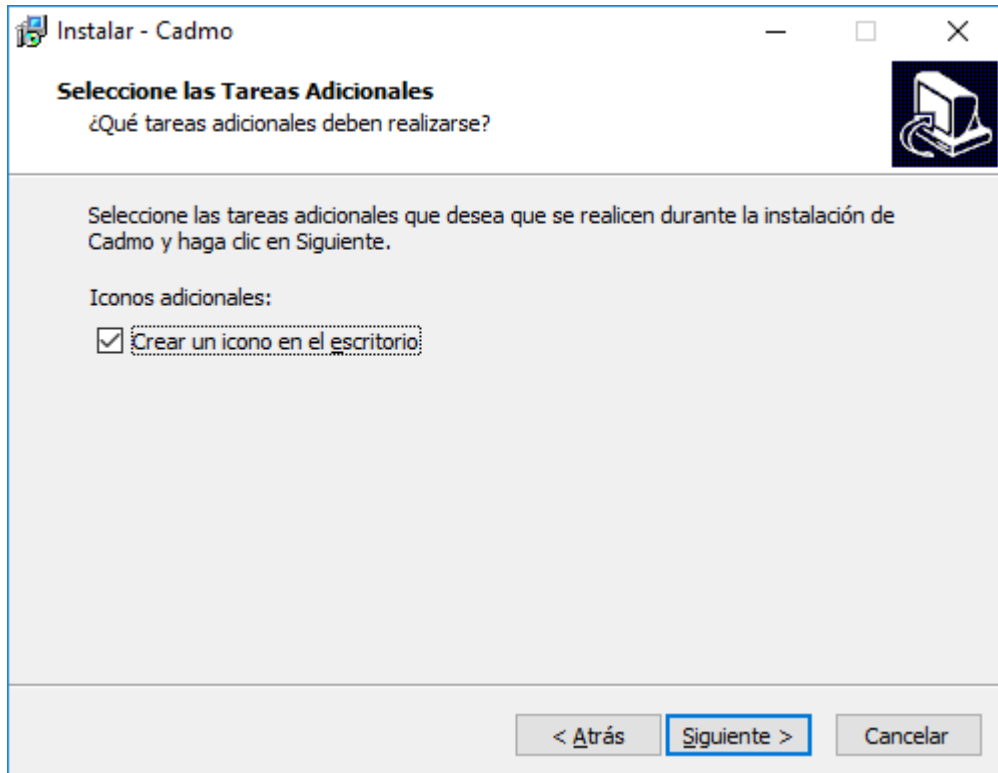 Instalar - Cadmo
Seleccione las Tareas Adicionales
¿Qué tareas adicionales deben realizarse?
Seleccione las tareas adicionales que desea que se realicen durante la instalación de
Cadmo y haga clic en Siguiente.
Iconos adicionales:
Crear un icono en el escritorio
< Atrás
Siguiente >
Cancelar